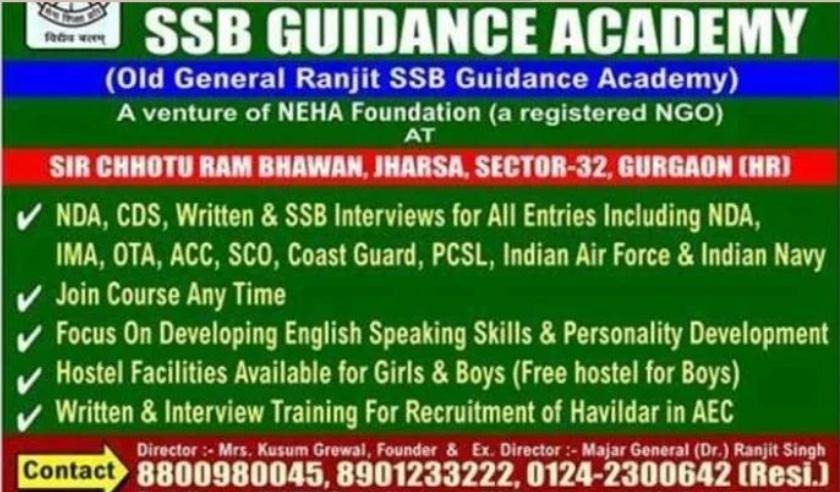 विद्यैव बलम्
SSB GUIDANCE ACADEMY
(Old General Ranjit SSB Guidance Academy)
A venture of NEHA Foundation (a registered NGO)
AT
SIR CHHOTU RAM BHAWAN, JHARSA, SECTOR-32, GURGAON (HR)
NDA, CDS, Written & SSB Interviews for All Entries Including NDA,
IMA, OTA, ACC, SCO, Coast Guard, PCSL, Indian Air Force & Indian Navy
Join Course Any Time
Focus On Developing English Speaking Skills & Personality Development
Hostel Facilities Available for Girls & Boys (Free hostel for Boys)
Written & Interview Training For Recruitment of Havildar in AEC
Director :- Mrs. Kusum Grewal, Founder & Ex. Director :- Majar General (Dr.) Ranjit Singh
Contact 8800980045, 8901233222, 0124-2300642 (Resi.)